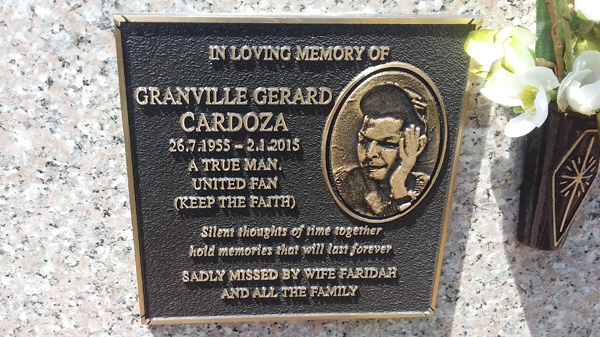 IN LOVING MEMORY OF
GRANVILLE GERARD
CARDOZA
26.7.1955 – 2.1.2015
A TRUE MAN.
UNITED FAN
(KEEP THE FAITH)
Silent thoughts of time together
hold memories that will last forever
SADLY MISSED BY WIFE FARIDAH
AND ALL THE FAMILY